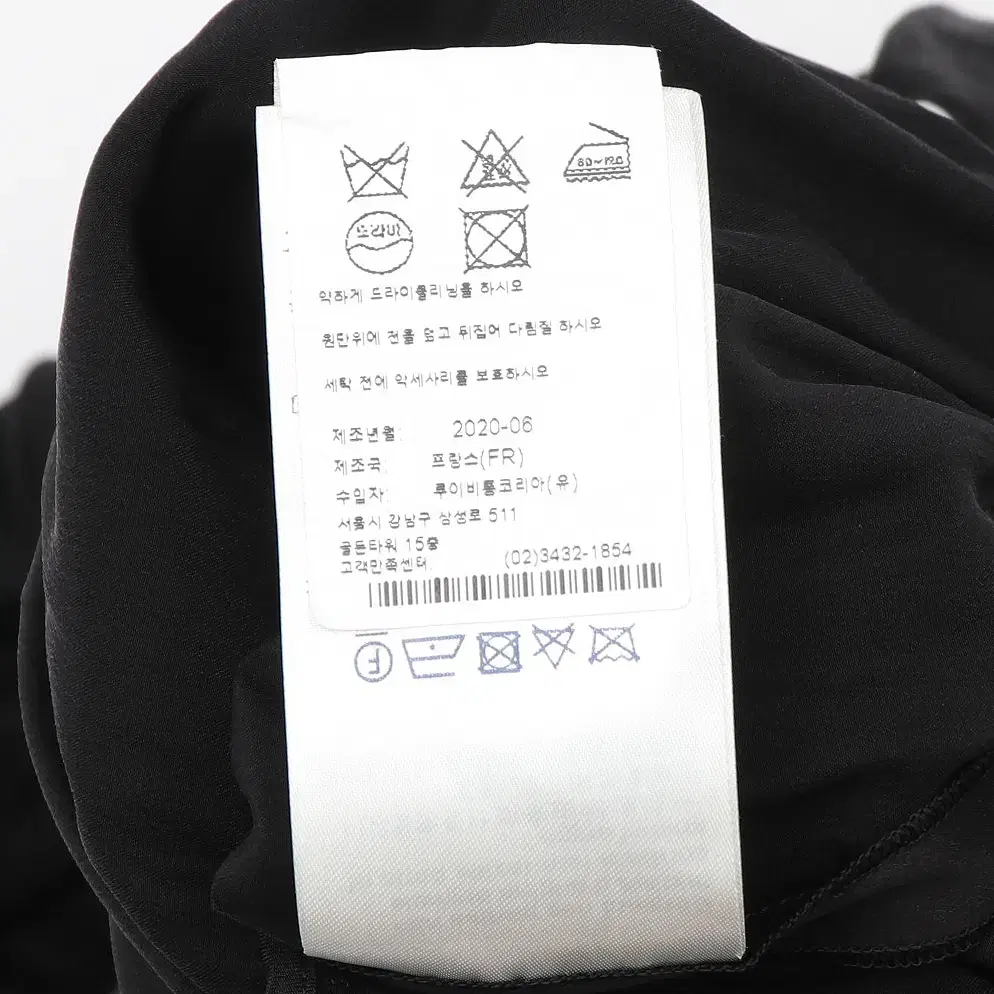 염소
80~120
드라이
약하게 드라이클리닝를 하시오
원단위에 천을 덮고 뒤집어 다림질 하시오
세탁 전에 악세사리를 보호하시오
제조년월: 2020-06
제조국: 프랑스(FR)
수입자: 루이비통코리아(유)
서울시 강남구 삼성로 511
골든타워 15층
고객만족센터: (02)3432-1854
F